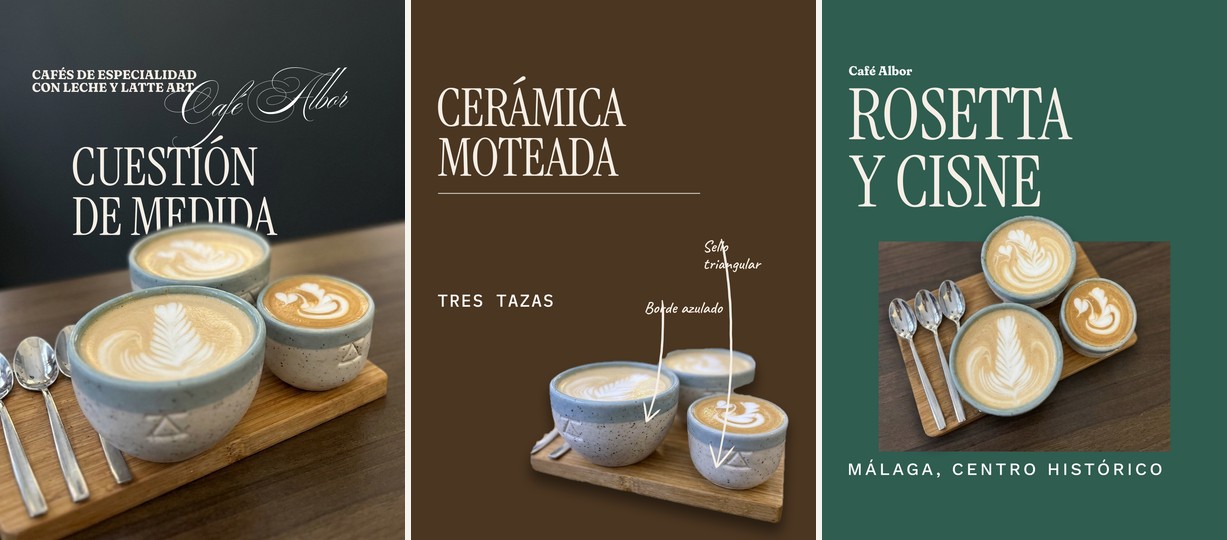 CAFÉS DE ESPECIALIDAD
CON LECHE Y LATTE ART
Café Albor
CUESTIÓN
DE MEDIDA
CERÁMICA
MOTEADA
Sello
triangular
Borde azulado
TRES TAZAS
Café Albor
ROSETTA
Y CISNE
MÁLAGA, CENTRO HISTÓRICO